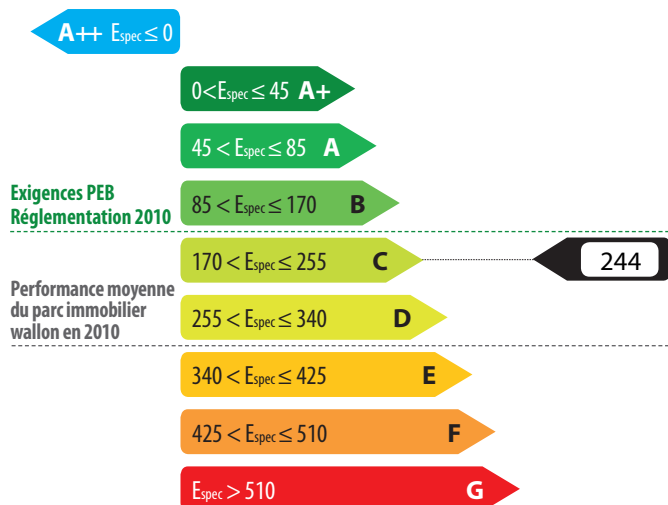 A++ Espec ≤ 0
0<Espec ≤ 45 A+
45 < Espec ≤ 85 A
Exigences PEB
Réglementation 2010
85 < Espec ≤ 170 B
170 < Espec ≤ 255 C
244
Performance moyenne
du parc immobilier
wallon en 2010
255 < Espec ≤ 340 D
340 < Espec ≤ 425 E
425 < Espec ≤ 510 F
Espec > 510 G